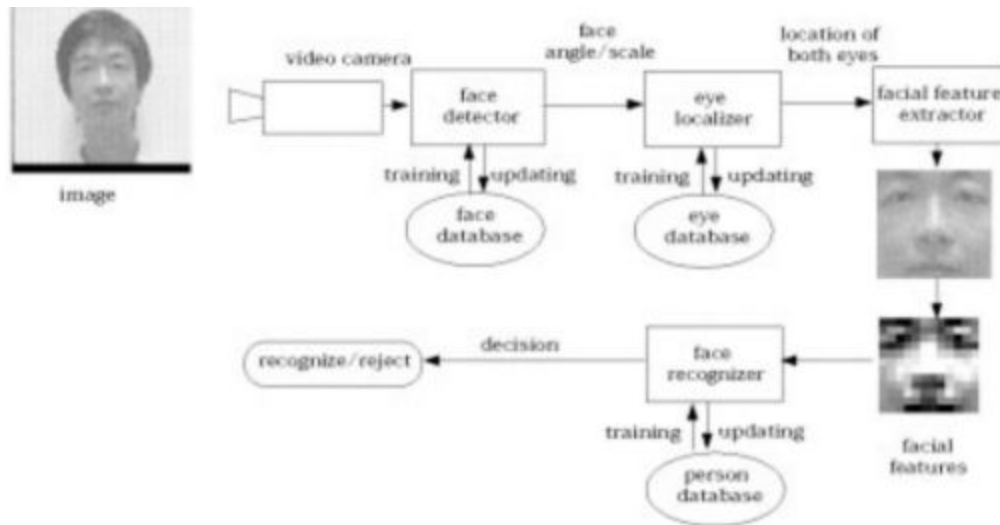 image
video camera
face
detector
face
angle/scale
eye
localizer
location of
both eyes
facial feature
extractor
training
updating
face
database
training
updating
eye
database
recognize/reject
decision
face
recognizer
training
updating
person
database
facial
features